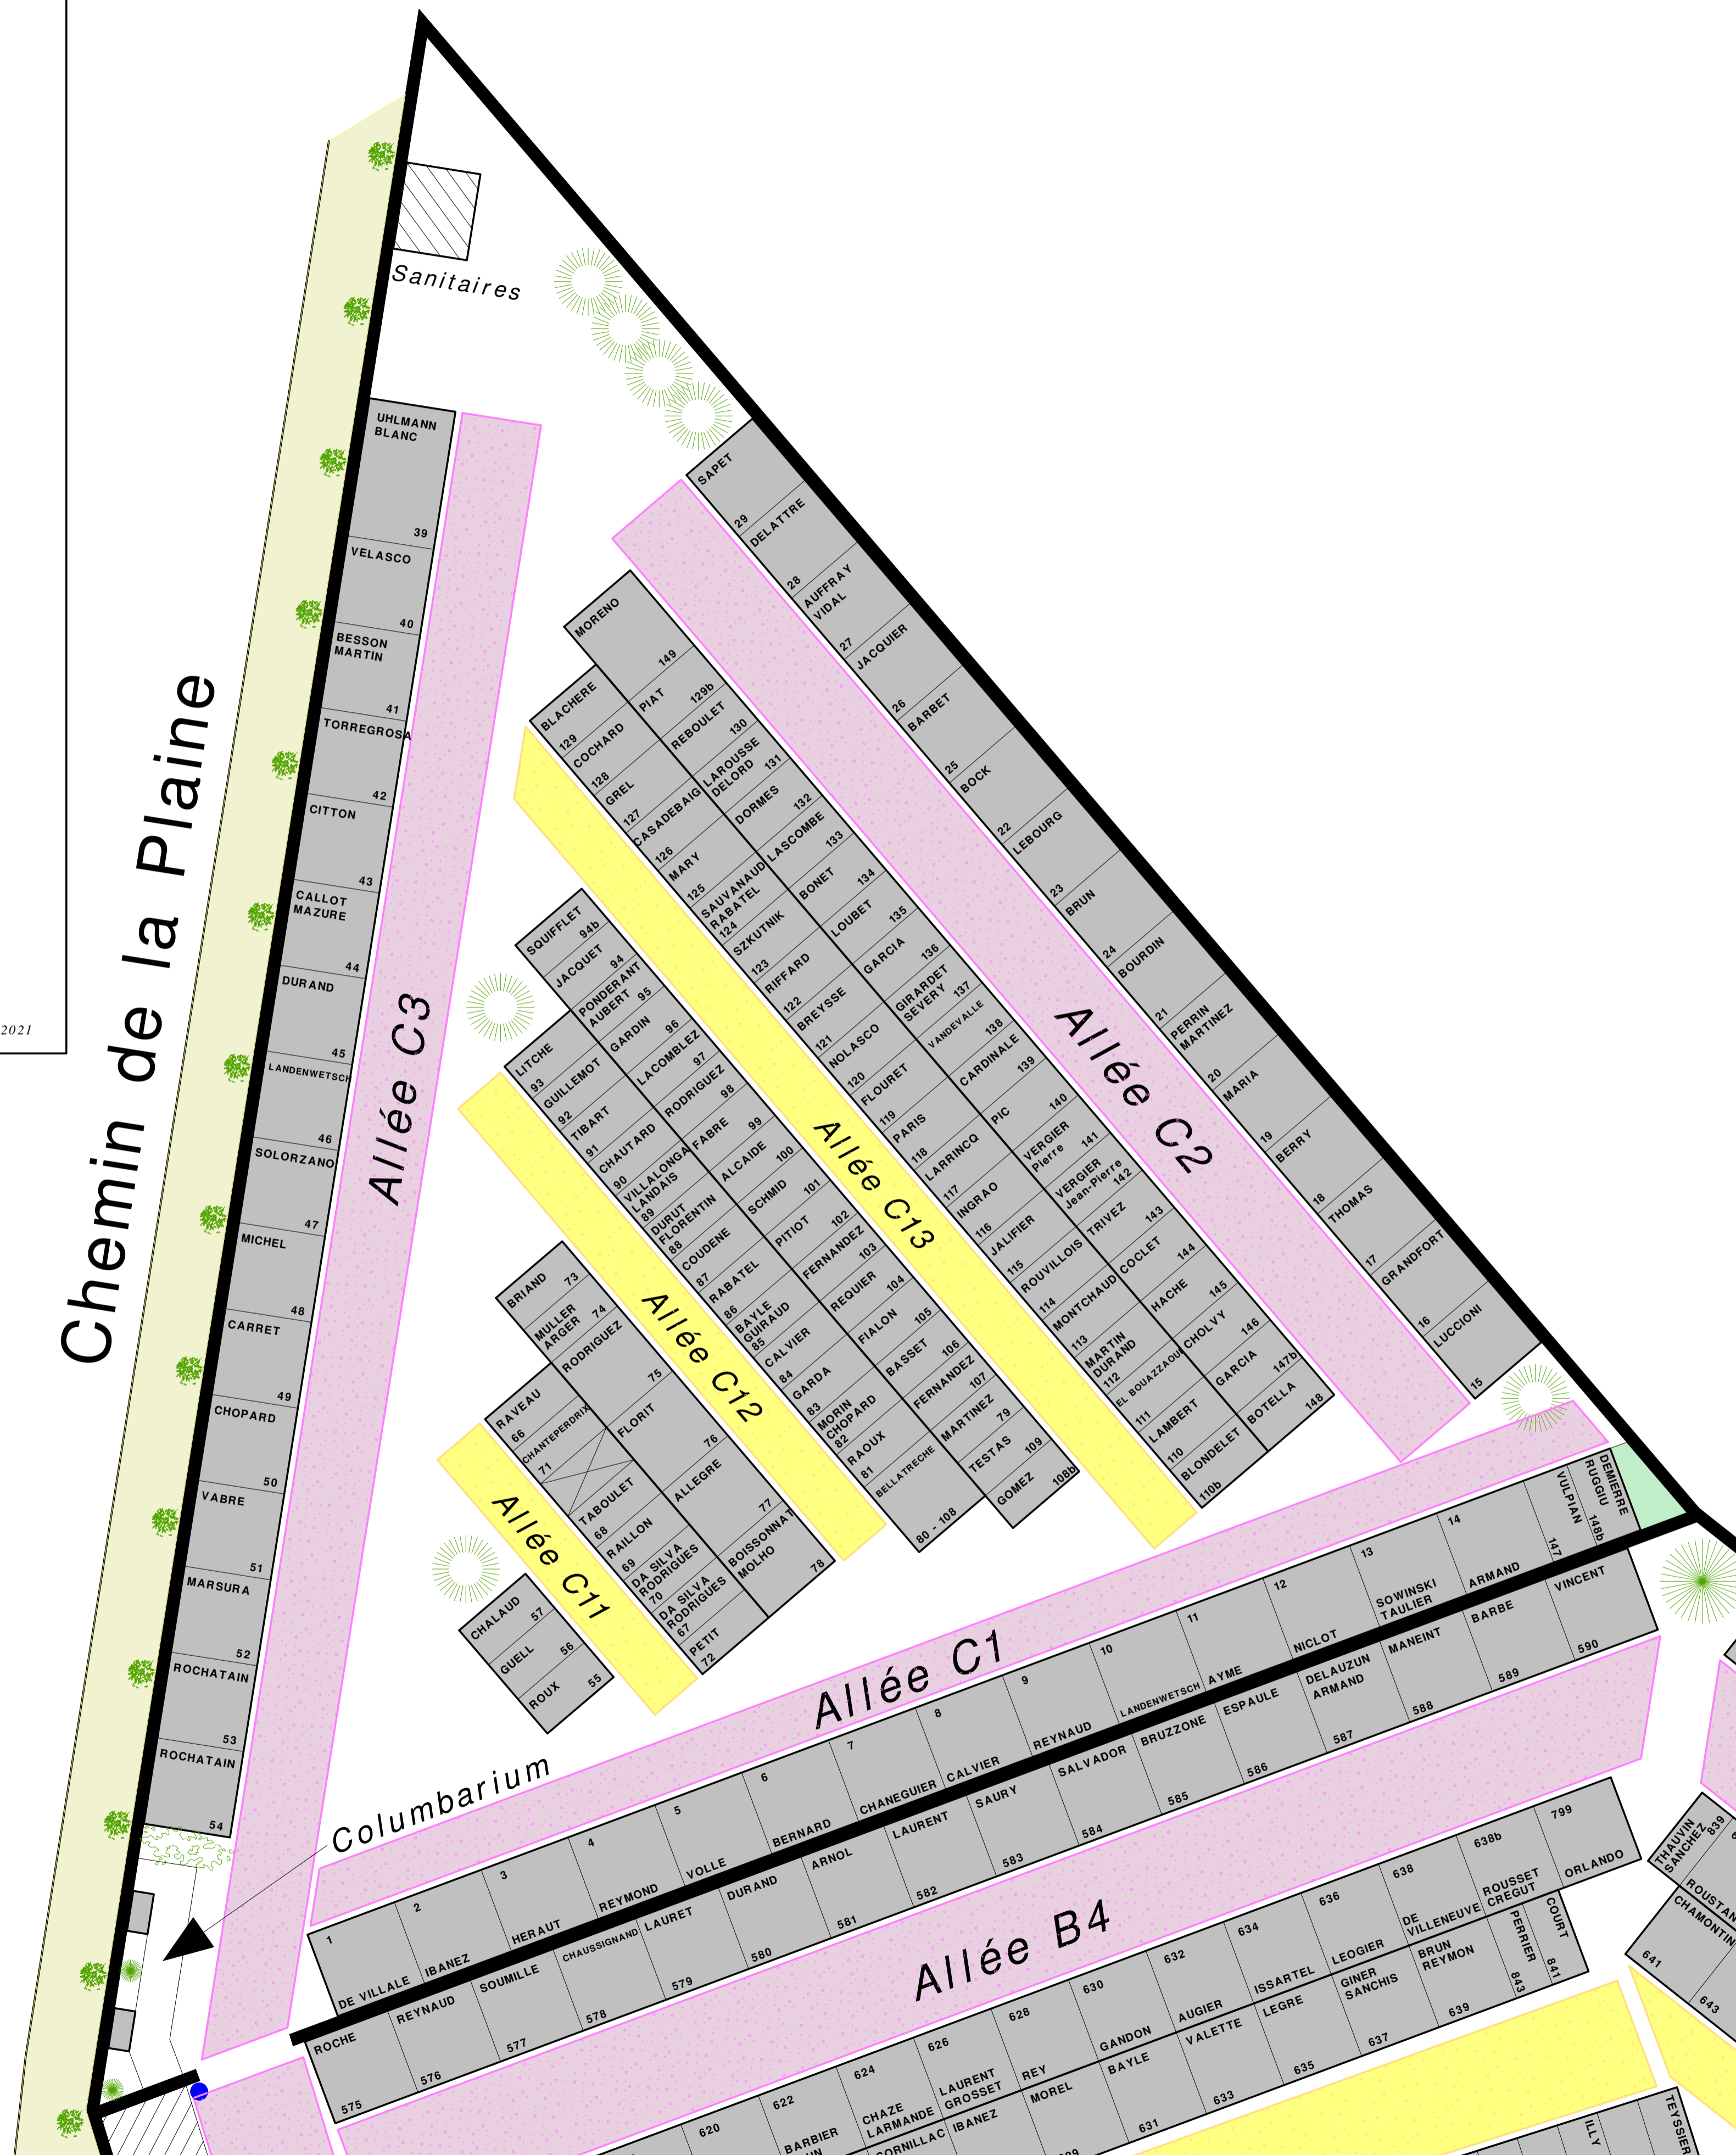 Sanitaires
Chemin de la Plaine
2021
UHLMANN
BLANC
39
VELASCO
40
BESSON
MARTIN
41
TORREGROSA
42
CITTON
43
CALLOT
MAZURE
44
DURAND
45
LANDENWETSCH
46
SOLORZANO
47
MICHEL
48
CARRET
49
CHOPARD
50
VABRE
51
MARSURA
52
ROCHATAIN
53
ROCHATAIN
54
Allée C3
SAPET
29
DELATTRE
28
AUFFRAY
VIDAL
27
JACQUIER
26
BARBET
25
BOCK
22
LEBOURG
23
BRUN
24
BOURDIN
21
PERRIN
MARTINEZ
20
MARIA
19
BERRY
18
THOMAS
17
GRANDFORT
16
LUCCIONI
15
Allée C2
MORENO
149
PIAT
129b
REBOULET
130
LAROUSSE
DELORD
131
DORMES
132
LASCOMBE
133
BONET
134
LOUBET
135
GARCIA
136
GIRARDET
SEVERY
137
VANDEVALLE
138
CARDINALE
139
PIC
140
VERGIER
Pierre
141
VERGIER
Jean-Pierre
142
TRIVEZ
143
COCLET
144
HACHE
145
CHOLVY
146
GARCIA
147b
BOTELLA
148
BLACHERE
129
COCHARD
128
GREL
127
CASADEBAIG
126
MARY
125
SAUVANAUD
RABATEL
124
SZKUTNIK
123
RIFFARD
122
BREYSSE
121
NOLASCO
120
FLOURET
119
PARIS
118
LARRINCQ
117
INGRAO
116
JALIFIER
115
ROUVILLOIS
114
MONTCHAUD
113
MARTIN
DURAND
112
EL BOUAZZAOUI
111
LAMBERT
110
BLONDELET
110b
Allée C13
SQUIFFLET
94b
JACQUET
94
PONDERANT
AUBERT
95
GARDIN
96
LACOMBLEZ
97
RODRIGUEZ
98
FABRE
99
ALCAIDE
100
SCHMID
101
PITIOT
102
FERNANDEZ
103
REQUIER
104
FIALON
105
BASSET
106
FERNANDEZ
107
MARTINEZ
79
TESTAS
109
GOMEZ
108b
LITCHE
93
GUILLEMOT
92
TIBART
91
CHAUTARD
90
VILLALONGA
LANDAIS
89
DURUT
FLORENTIN
88
COUDENE
87
RABATEL
86
BAYLE
GUIRAUD
85
CALVIER
84
GARDA
83
MORIN
CHOPARD
82
RAOUX
81
BELLATRECHE
80 - 108
Allée C12
BRIAND
73
MULLER
ARGER
74
RODRIGUEZ
75
FLORIT
76
ALLEGRE
77
BOISSONNAT
MOLHO
78
RAVEAU
66
CHANTEPERDRIX
71
TABOULET
68
RAILLON
69
DA SILVA
RODRIGUES
70
DA SILVA
RODRIGUES
67
PETIT
72
Allée C11
CHALAUD
57
GUELL
56
ROUX
55
Columbarium
Allée C1
1
DE VILLALE
2
IBANEZ
3
HERAUT
4
REYMOND
5
VOLLE
6
BERNARD
7
CHANEGUIER
8
CALVIER
9
REYNAUD
10
LANDENWETSCH
11
AYME
12
NICLOT
13
SOWINSKI
TAULIER
14
ARMAND
VULPIAN
147
RUGGIU
DEMIERRE
148b
ROCHE
575
REYNAUD
576
SOUMILLE
577
CHAUSSIGNAND
578
LAURET
579
DURAND
580
ARNOL
581
LAURENT
582
SAURY
583
SALVADOR
584
BRUZZONE
585
ESPAULE
586
DELAUZUN
ARMAND
587
MANEINT
588
BARBE
589
VINCENT
590
Allée B4
620
622
BARBIER
624
CHAZE
LARMANDE
626
LAURENT
GROSSET
628
REY
630
GANDON
632
AUGIER
634
ISSARTEL
636
LEOGIER
638
DE
VILLENEUVE
638b
ROUSSET
CREGUT
799
ORLANDO
CORNILLAC
IBANEZ
MOREL
BAYLE
631
VALETTE
633
LEGRE
635
GINER
SANCHIS
637
BRUN
REYMON
639
PERRIER
843
COURT
841
THAUVIN
SANCHEZ
839
ROUSTAN
CHAMONTIN
641
643
ILLY
TEYSSIER